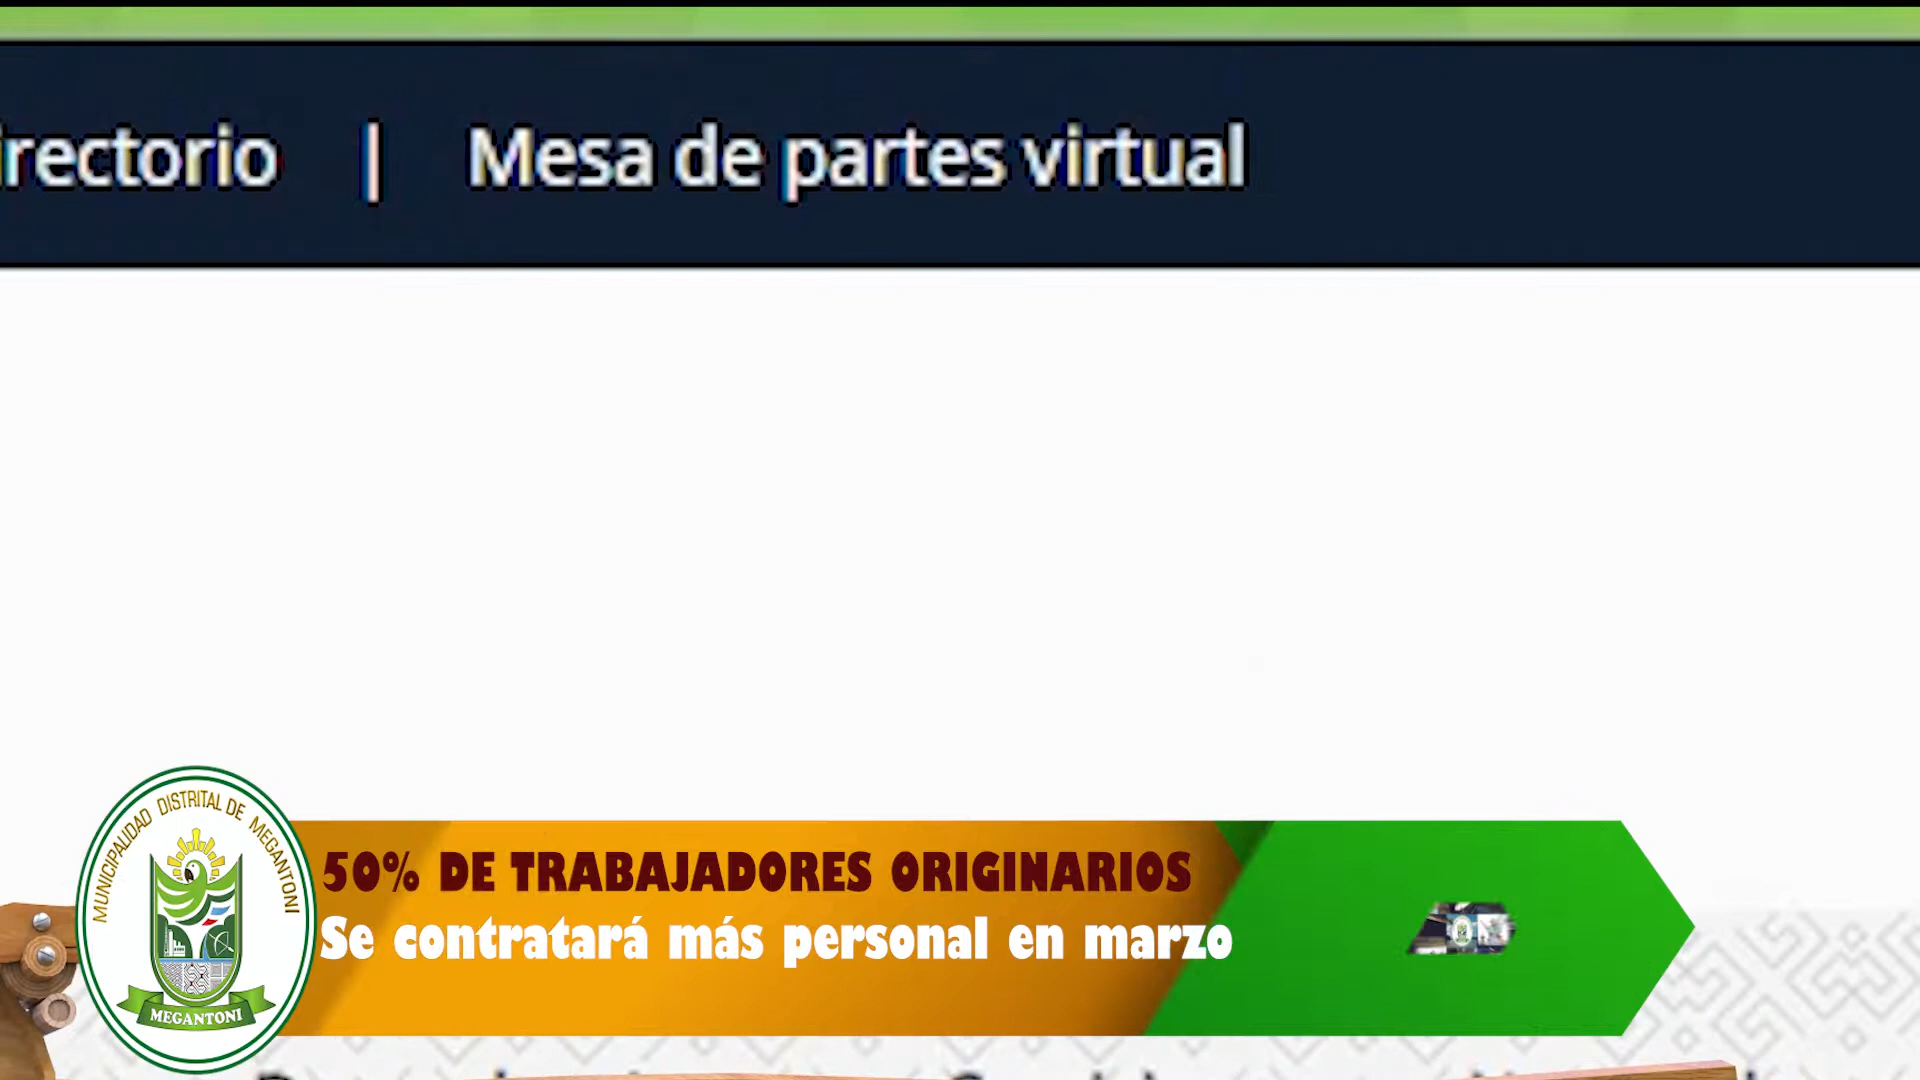 irectorio | Mesa de partes virtual
MUNICIPALIDAD DISTRITAL DE MEGANTONI
50% DE TRABAJADORES ORIGINARIOS
Se contratará más personal en marzo
MEGANTONI